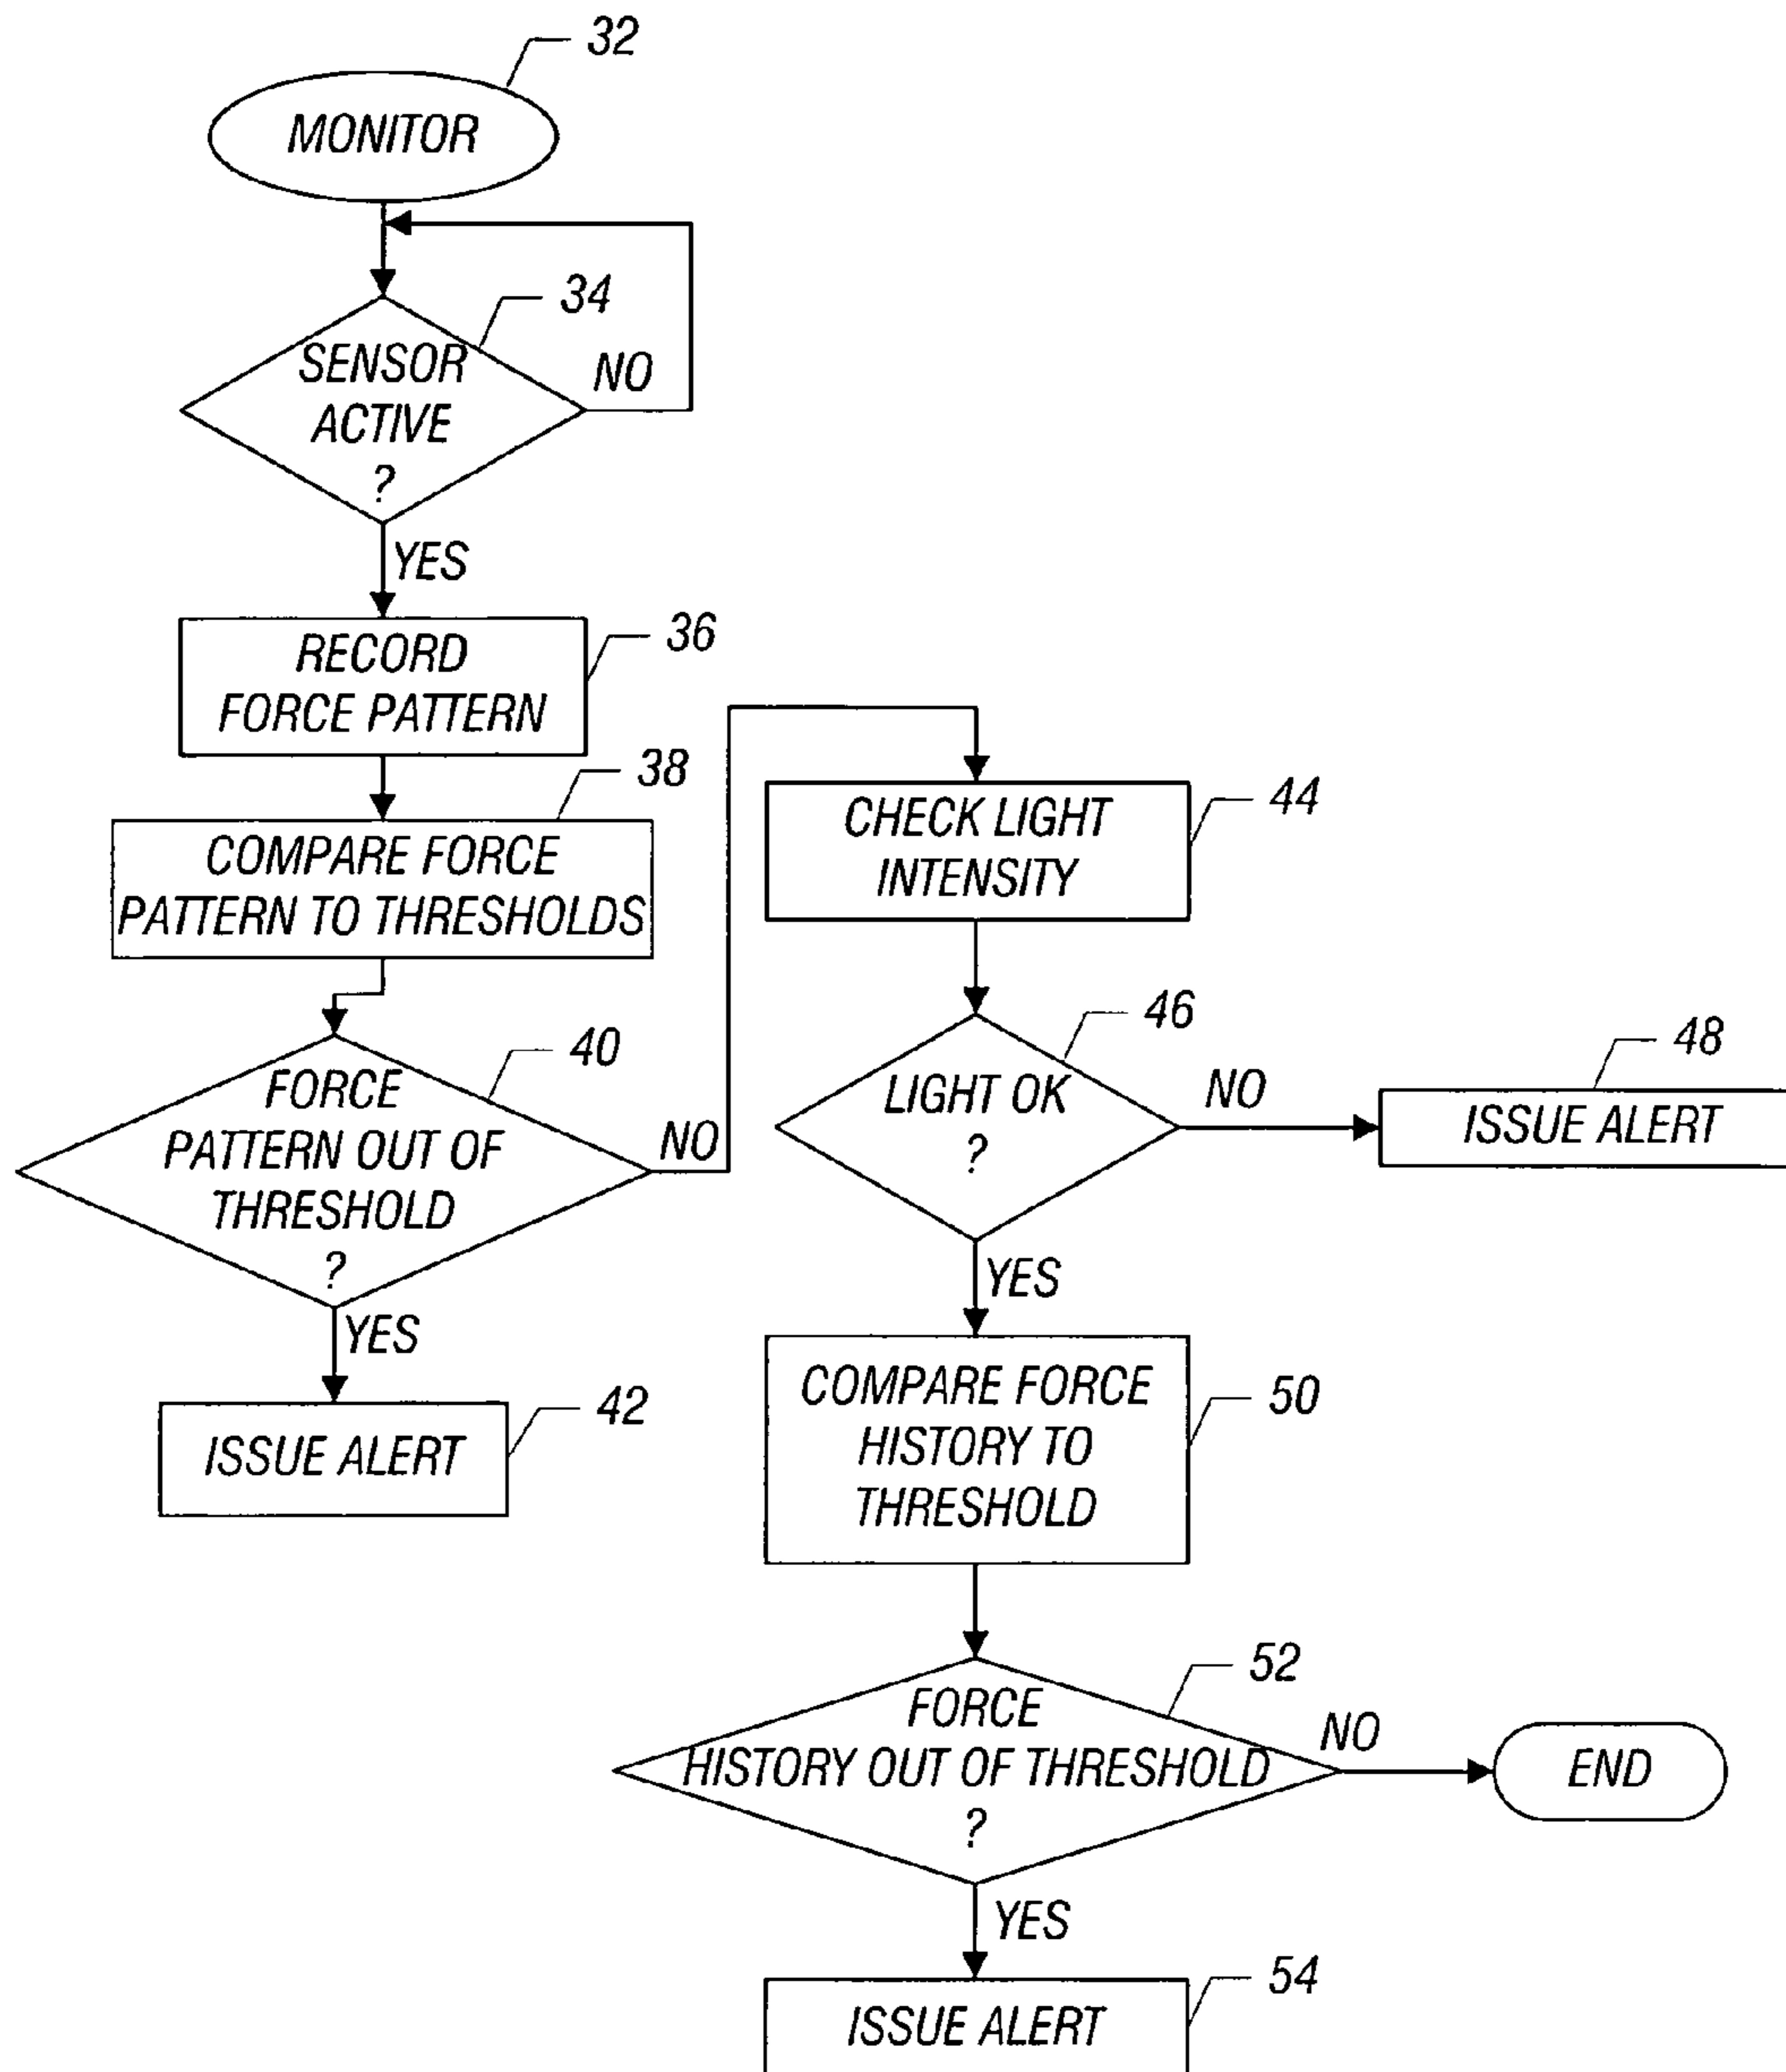 32
MONITOR
34
SENSOR
ACTIVE
?
NO
YES
36
RECORD
FORCE PATTERN
38
COMPARE FORCE
PATTERN TO THRESHOLDS
40
FORCE
PATTERN OUT OF
THRESHOLD
?
NO
YES
42
ISSUE ALERT
44
CHECK LIGHT
INTENSITY
46
LIGHT OK
?
NO
48
ISSUE ALERT
YES
50
COMPARE FORCE
HISTORY TO
THRESHOLD
52
FORCE
HISTORY OUT OF THRESHOLD
?
NO
END
YES
54
ISSUE ALERT